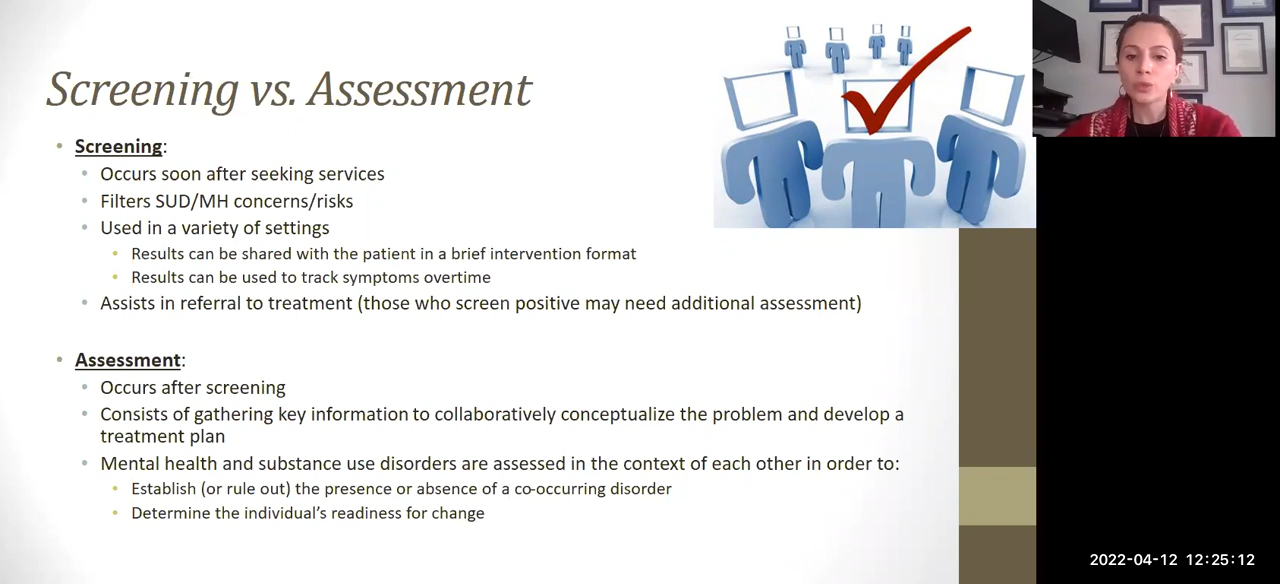 Screening vs. Assessment
• Screening:
• Occurs soon after seeking services
• Filters SUD/MH concerns/risks
• Used in a variety of settings
• Results can be shared with the patient in a brief intervention format
• Results can be used to track symptoms overtime
• Assists in referral to treatment (those who screen positive may need additional assessment)
• Assessment:
• Occurs after screening
• Consists of gathering key information to collaboratively conceptualize the problem and develop a
treatment plan
• Mental health and substance use disorders are assessed in the context of each other in order to:
• Establish (or rule out) the presence or absence of a co-occurring disorder
• Determine the individual's readiness for change
2022-04-12 12:25:12